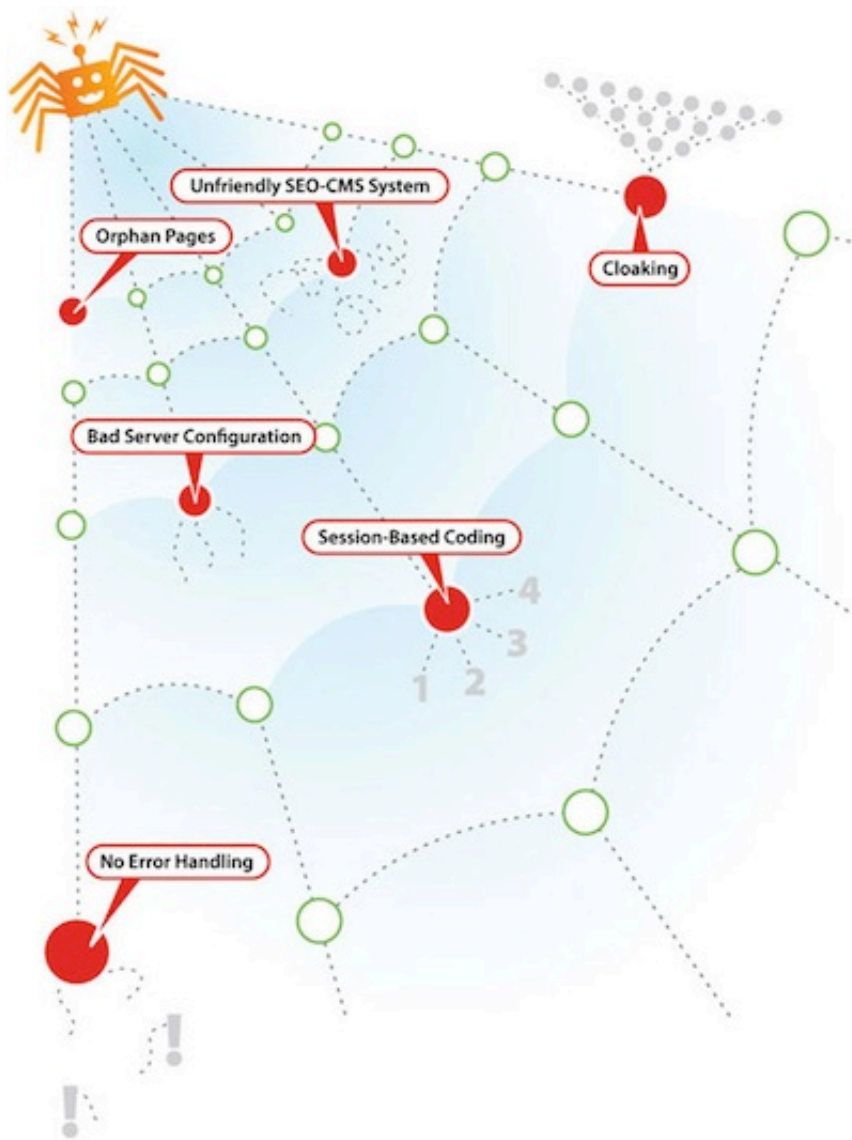 Unfriendly SEO-CMS System
Orphan Pages
Cloaking
Bad Server Configuration
Session-Based Coding
4
3
2
1
No Error Handling
!
!